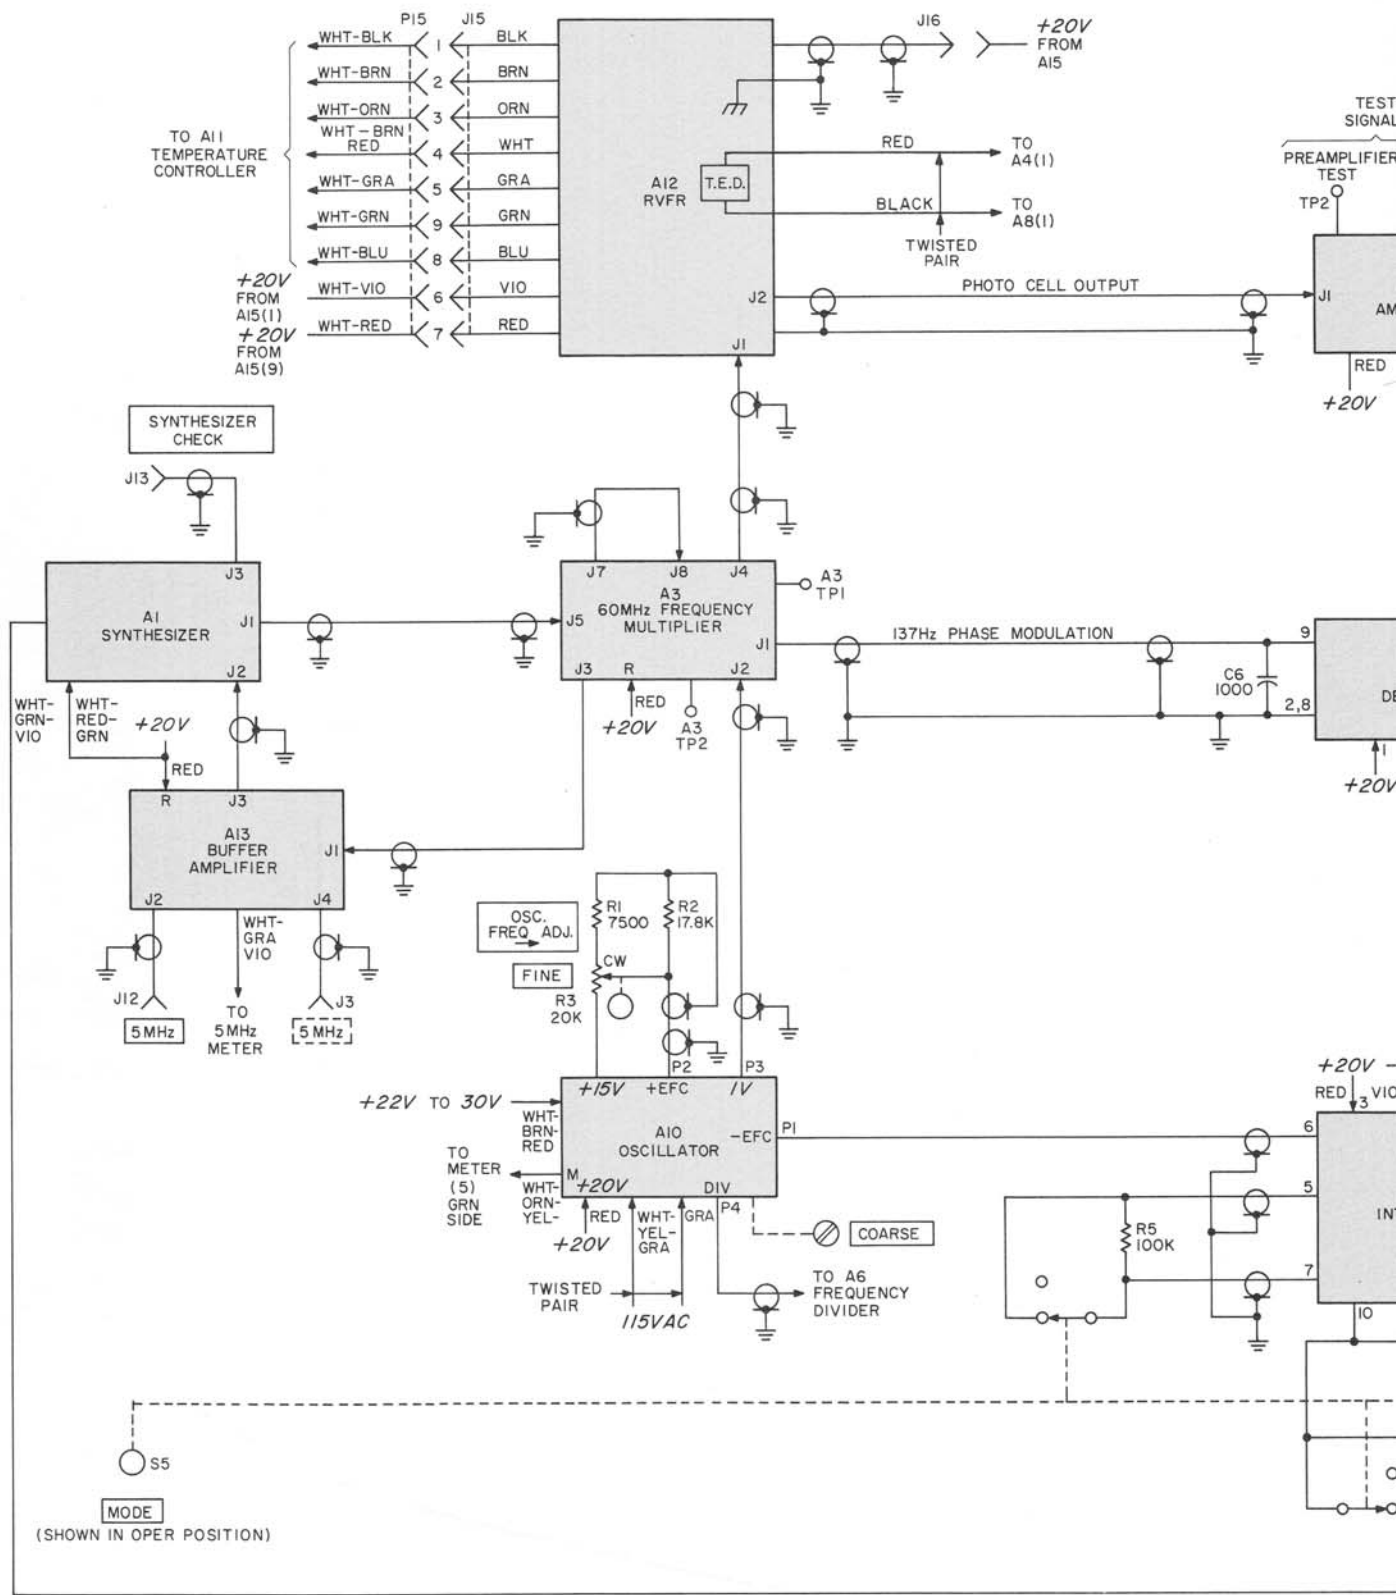 P15 J15
WHT-BLK 1 BLK
WHT-BRN 2 BRN
WHT-ORN 3 ORN
WHT-BRN
RED 4 WHT
WHT-GRA 5 GRA
WHT-GRN 9 GRN
WHT-BLU 8 BLU
WHT-VIO 6 VIO
WHT-RED 7 RED
TO A11
TEMPERATURE
CONTROLLER
+20V
FROM
A15(1)
+20V
FROM
A15(9)
A12
RVFR
T.E.D.
J2
J1
J16
+20V
FROM
A15
RED
TO
A4(1)
BLACK
TO
A8(1)
TWISTED
PAIR
PHOTO CELL OUTPUT
TEST
SIGNAL
PREAMPLIFIER
TEST
TP2
J1
AM
RED
+20V
SYNTHESIZER
CHECK
J13
J3
A1
SYNTHESIZER
J1
J2
WHT-
GRN-
VIO
WHT-
RED-
GRN
+20V
RED
R J3
A13
BUFFER
AMPLIFIER
J1
J2
J4
WHT-
GRA
VIO
J12
5MHz
TO
5MHz
METER
J3
5MHz
J7 J8 J4
A3
60MHz FREQUENCY
MULTIPLIER
J5
J1
J3 R J2
A3
TP1
RED
+20V
A3
TP2
137Hz PHASE MODULATION
C6
1000
9
2,8
DE
1
+20V
OSC.
FREQ ADJ.
FINE
R1
7500
R2
17.8K
CW
R3
20K
P2 P3
+15V +EFC 1V
A10
OSCILLATOR
-EFC
P1
M
+20V
DIV
P4
+22V TO 30V
WHT-
BRN-
RED
TO
METER
(5)
GRN
SIDE
WHT-
ORN-
YEL-
RED
+20V
WHT-
YEL-
GRA
GRA
TWISTED
PAIR
115VAC
COARSE
TO A6
FREQUENCY
DIVIDER
+20V -
RED 3 VIO
6
5
7
INT
10
R5
100K
S5
MODE
(SHOWN IN OPER POSITION)